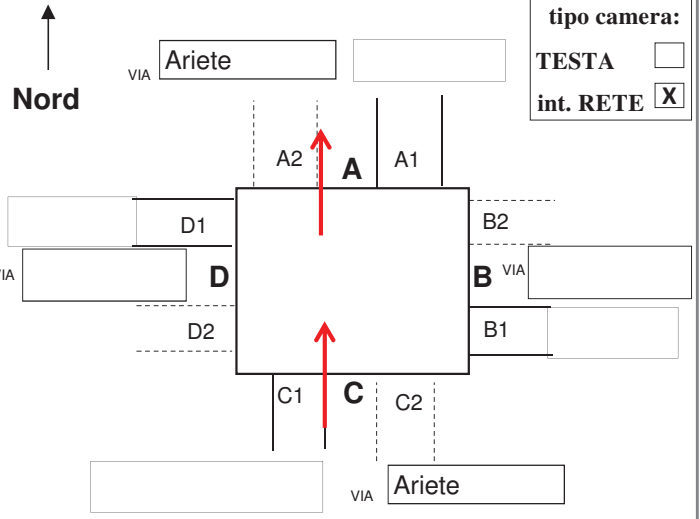 tipo camera:
TESTA
int. RETE X
Nord
VIA Ariete
A2 A A1
D1 B2
VIA D B VIA
D2 B1
C1 C C2
VIA Ariete